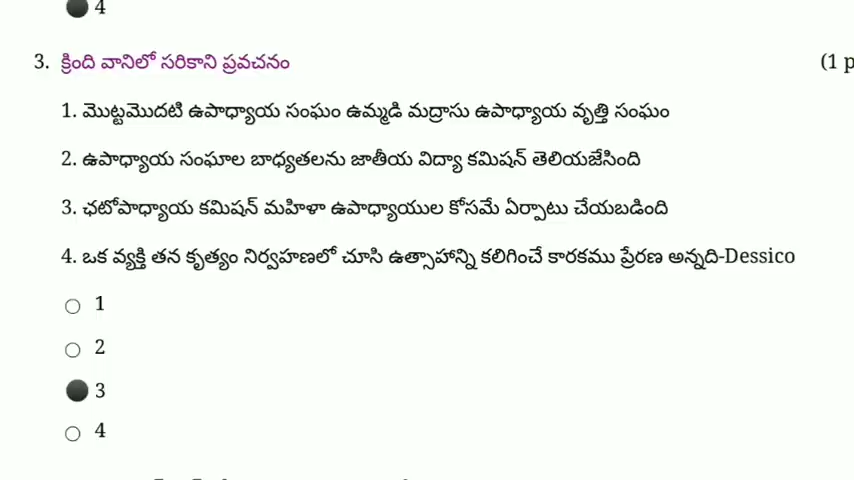 4
3. క్రింది వానిలో సరికాని ప్రవచనం (1 p
1. మొట్టమొదటి ఉపాధ్యాయ సంఘం ఉమ్మడి మద్రాసు ఉపాధ్యాయ వృత్తి సంఘం
2. ఉపాధ్యాయ సంఘాల బాధ్యతలను జాతీయ విద్యా కమిషన్ తెలియజేసింది
3. ఛటోపాధ్యాయ కమిషన్ మహిళా ఉపాధ్యాయుల కోసమే ఏర్పాటు చేయబడింది
4. ఒక వ్యక్తి తన కృత్యం నిర్వహణలో చూసి ఉత్సాహాన్ని కలిగించే కారకము ప్రేరణ అన్నది-Dessico
1
2
3
4